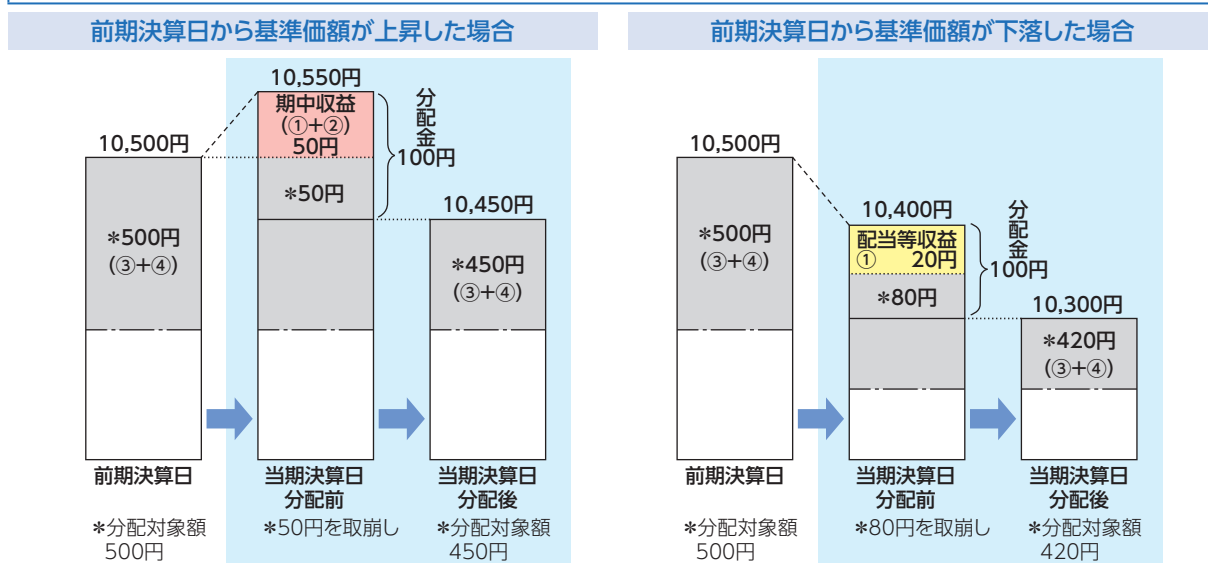 前期決算日から基準価額が上昇した場合
10,550円
期中収益
(①+②)
50円
分配金
100円
10,500円
*50円
10,450円
*500円
(③+④)
*450円
(③+④)
前期決算日
当期決算日
分配前
当期決算日
分配後
*分配対象額
500円
*50円を取崩し
*分配対象額
450円
前期決算日から基準価額が下落した場合
10,500円
10,400円
配当等収益
① 20円
分配金
100円
*500円
(③+④)
*80円
10,300円
*420円
(③+④)
前期決算日
当期決算日
分配前
当期決算日
分配後
*分配対象額
500円
*80円を取崩し
*分配対象額
420円